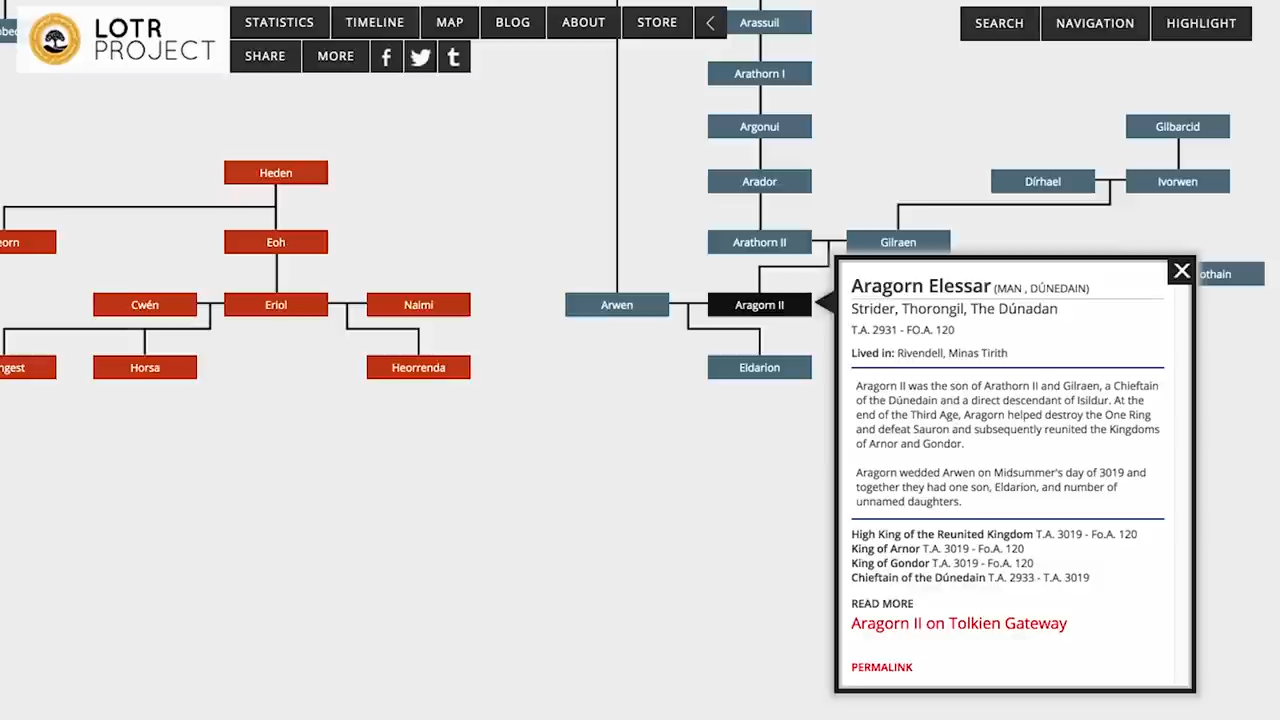 LOTR
PROJECT
STATISTICS
TIMELINE
MAP
BLOG
ABOUT
STORE
SHARE
MORE
SEARCH
NAVIGATION
HIGHLIGHT
Arassuil
Arathorn I
Argonui
Gilbarcid
Heden
Arador
Dírhael
Ivorwen
eorn
Eoh
Arathorn II
Gilraen
othain
Cwén
Eriol
Naimi
Arwen
Aragorn II
ngest
Horsa
Heorrenda
Eldarion
Aragorn Elessar (MAN , DÚNEDAIN)
Strider, Thorongil, The Dúnadan
T.A. 2931 - FO.A. 120
Lived in: Rivendell, Minas Tirith
Aragorn II was the son of Arathorn II and Gilraen, a Chieftain
of the Dúnedain and a direct descendant of Isildur. At the
end of the Third Age, Aragorn helped destroy the One Ring
and defeat Sauron and subsequently reunited the Kingdoms
of Arnor and Gondor.
Aragorn wedded Arwen on Midsummer's day of 3019 and
together they had one son, Eldarion, and number of
unnamed daughters.
High King of the Reunited Kingdom T.A. 3019 - Fo.A. 120
King of Arnor T.A. 3019 - Fo.A. 120
King of Gondor T.A. 3019 - Fo.A. 120
Chieftain of the Dúnedain T.A. 2933 - T.A. 3019
READ MORE
Aragorn II on Tolkien Gateway
PERMALINK